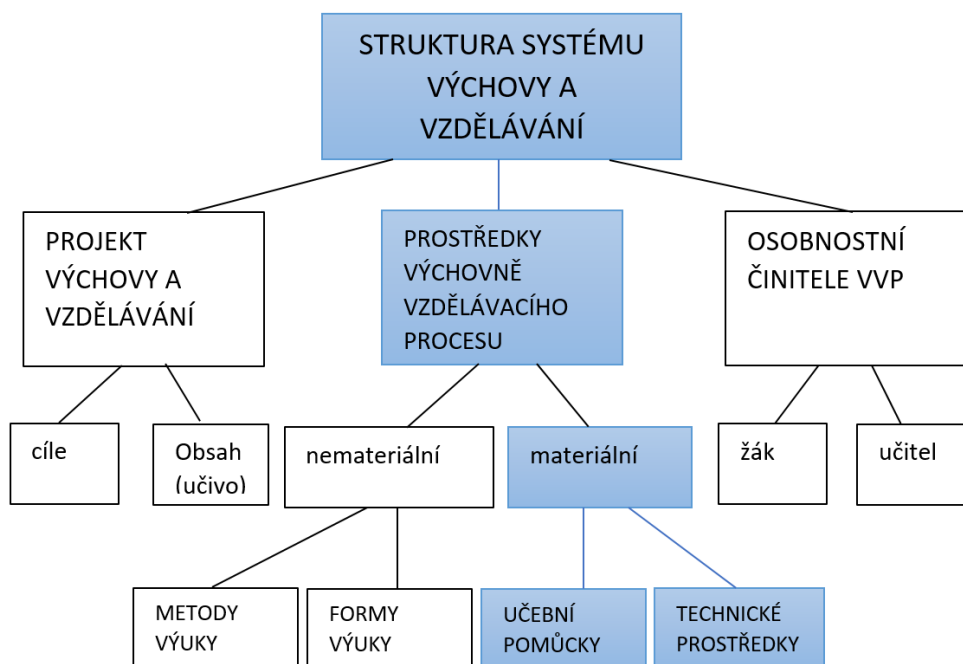 STRUKTURA SYSTÉMU
VÝCHOVY A
VZDĚLÁVÁNÍ
PROJEKT
VÝCHOVY A
VZDĚLÁVÁNÍ
PROSTŘEDKY
VÝCHOVNĚ
VZDĚLÁVACÍHO
PROCESU
OSOBNOSTNÍ
ČINITELE VVP
cíle
Obsah
(učivo)
nemateriální
materiální
žák
učitel
METODY
VÝUKY
FORMY
VÝUKY
UČEBNÍ
POMŮCKY
TECHNICKÉ
PROSTŘEDKY